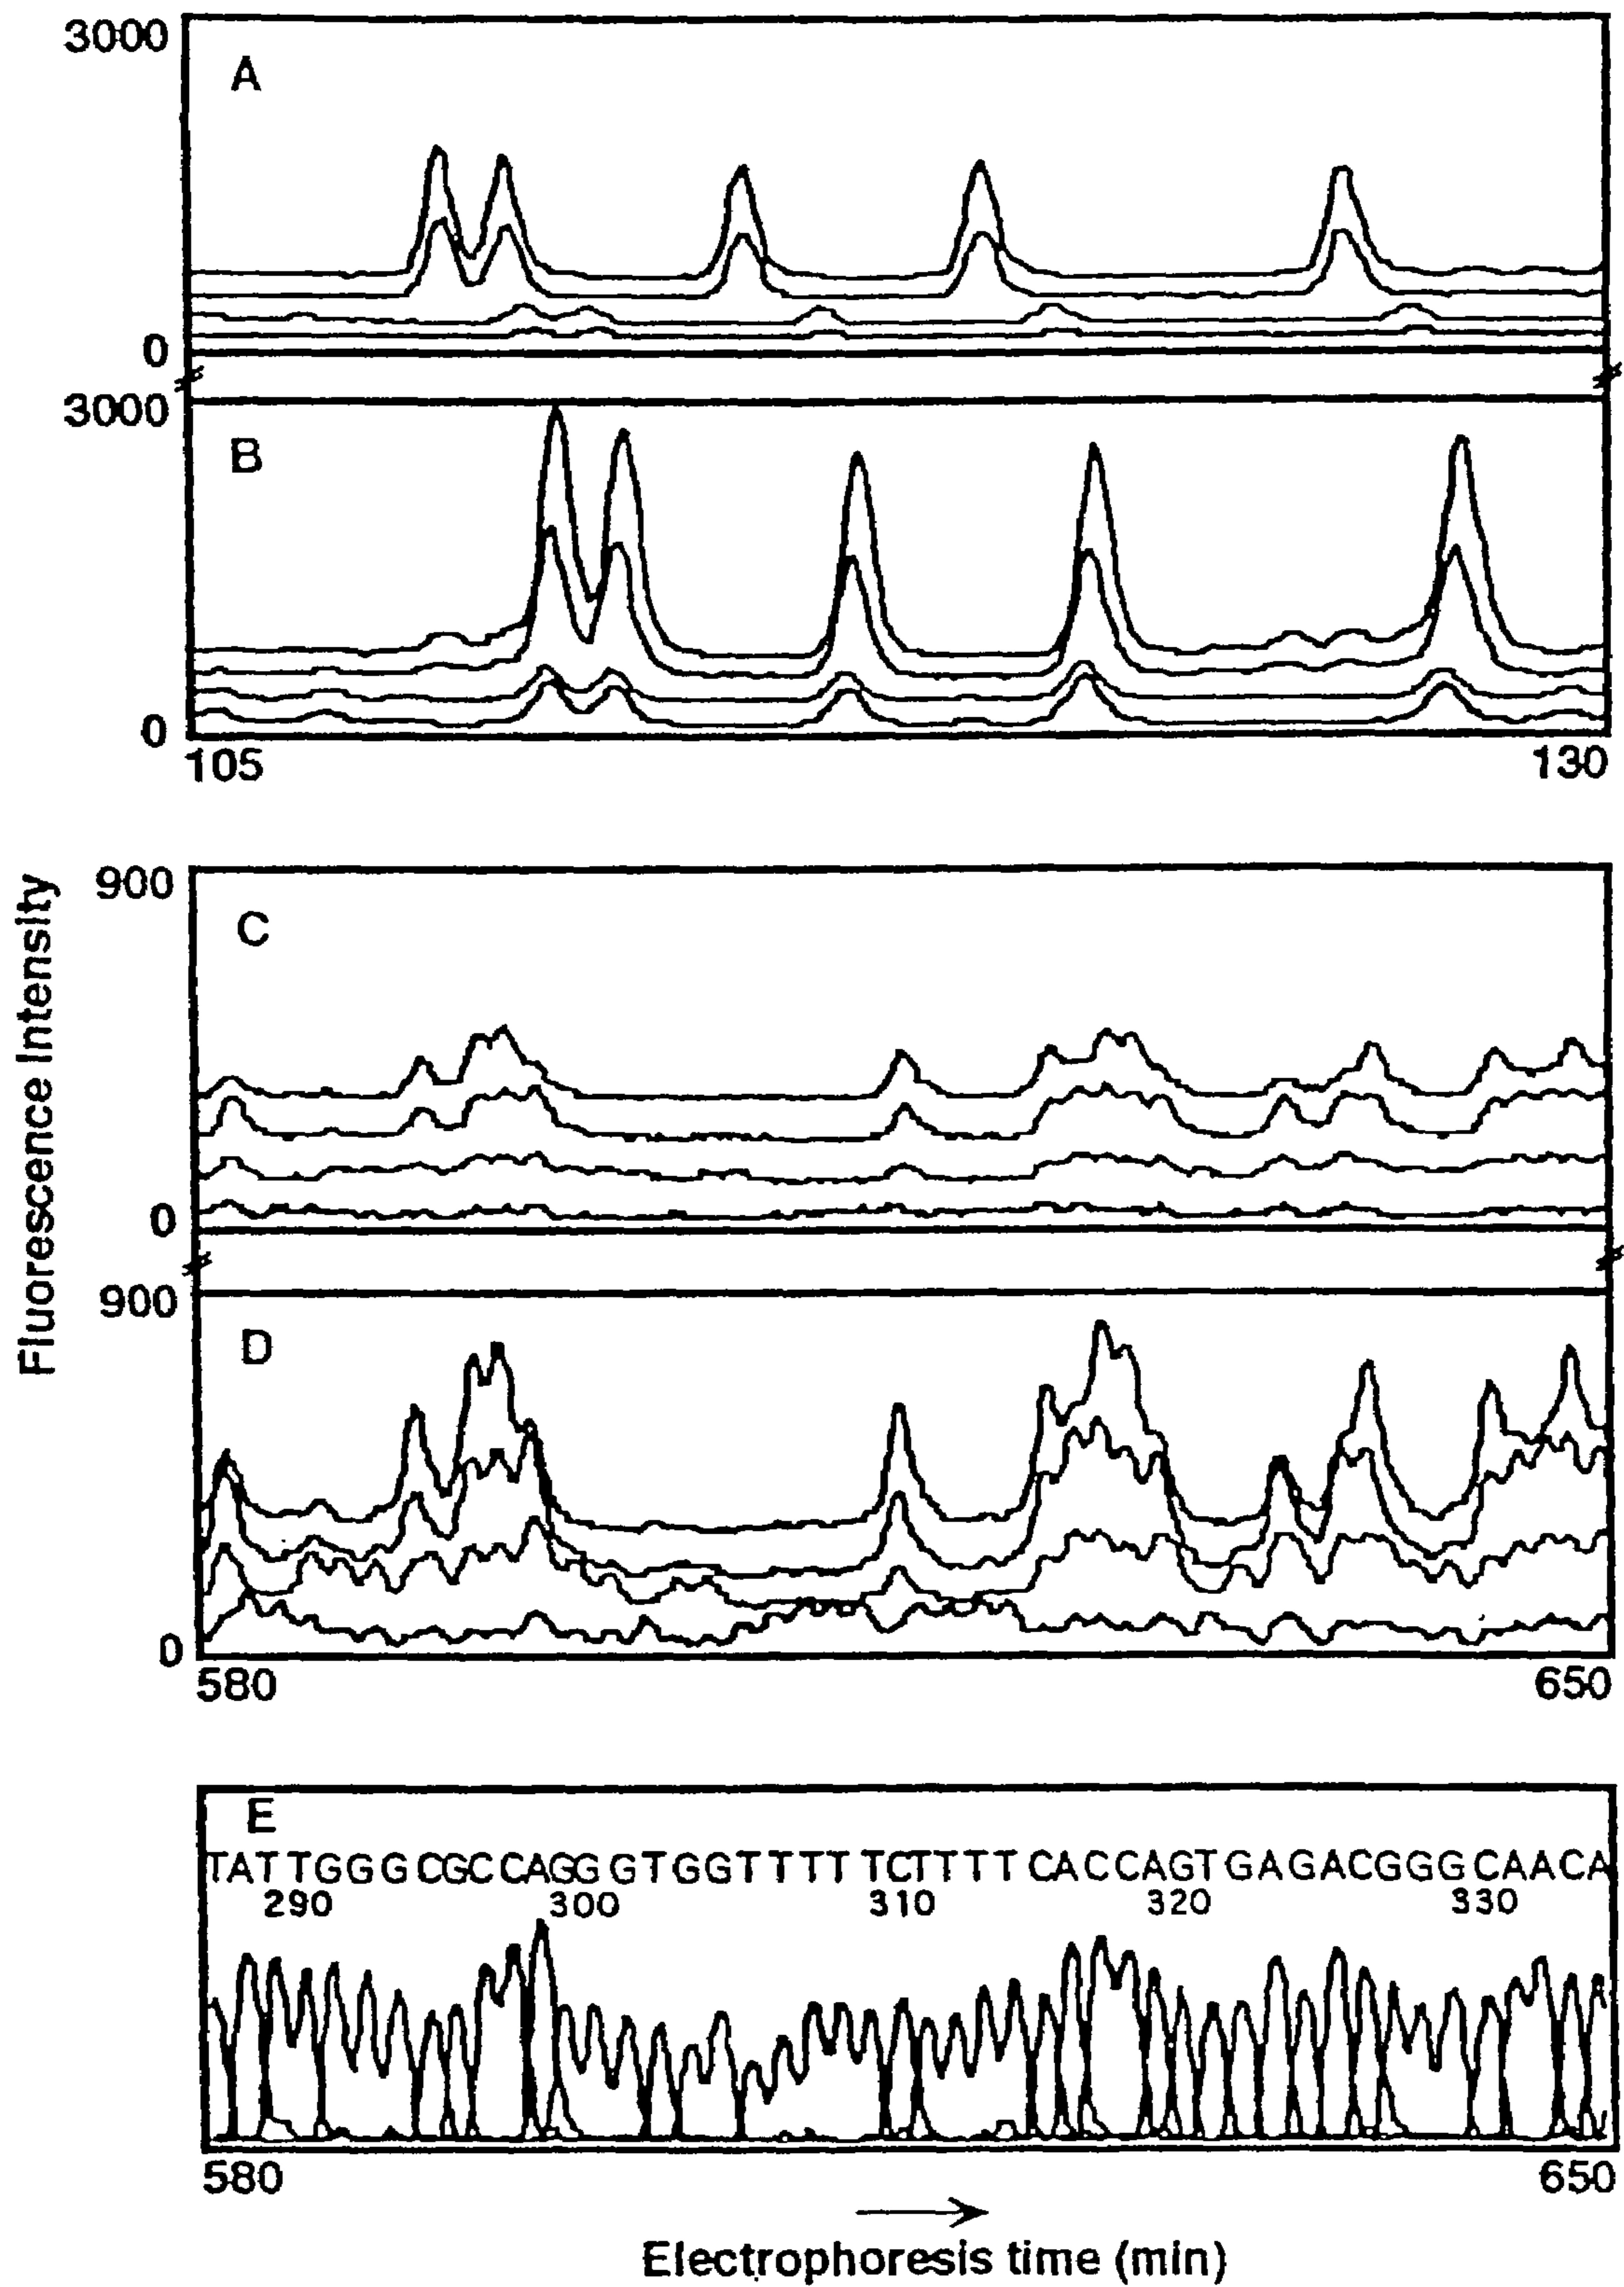 3000
A
0
3000
B
0
105 130
900
C
0
900
D
0
580 650
Fluorescence Intensity
E
TATTGGGCGCCAGGGTGGTTTTTCTTTTCACCAGTGAGACGGGCAACA
290 300 310 320 330
580 650
Electrophoresis time (min)